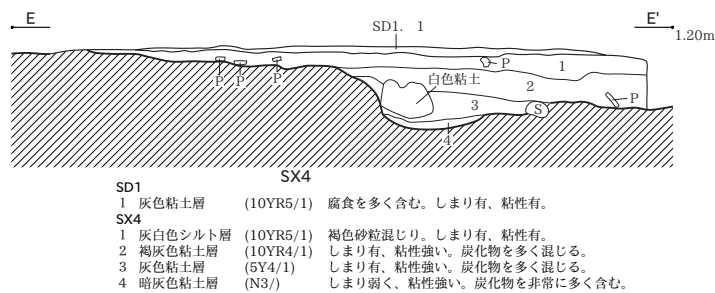 E E'
SD1. 1 1.20m
P 1
P P P 白色粘土 2 P
3 S
4
SX4
SD1
1 灰色粘土層 (10YR5/1) 腐食を多く含む。しまり有、粘性有。
SX4
1 灰白色シルト層 (10YR5/1) 褐色砂粒混じり。しまり有、粘性有。
2 褐灰色粘土層 (10YR4/1) しまり有、粘性強い。炭化物を多く混じる。
3 灰色粘土層 (5Y4/1) しまり有、粘性強い。炭化物を多く混じる。
4 暗灰色粘土層 (N3/) しまり弱く、粘性強い。炭化物を非常に多く含む。